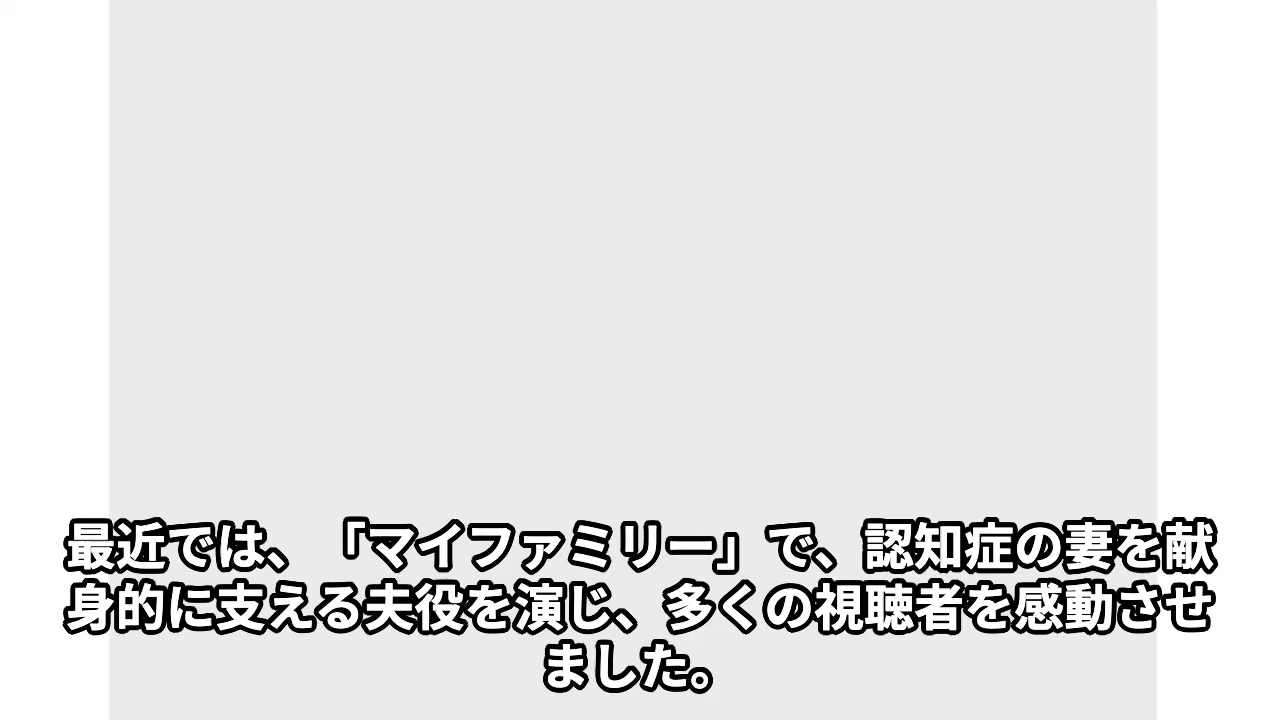 最近では、「マイファミリー」で、認知症の妻を献
身的に支える夫役を演じ、多くの視聴者を感動させ
ました。